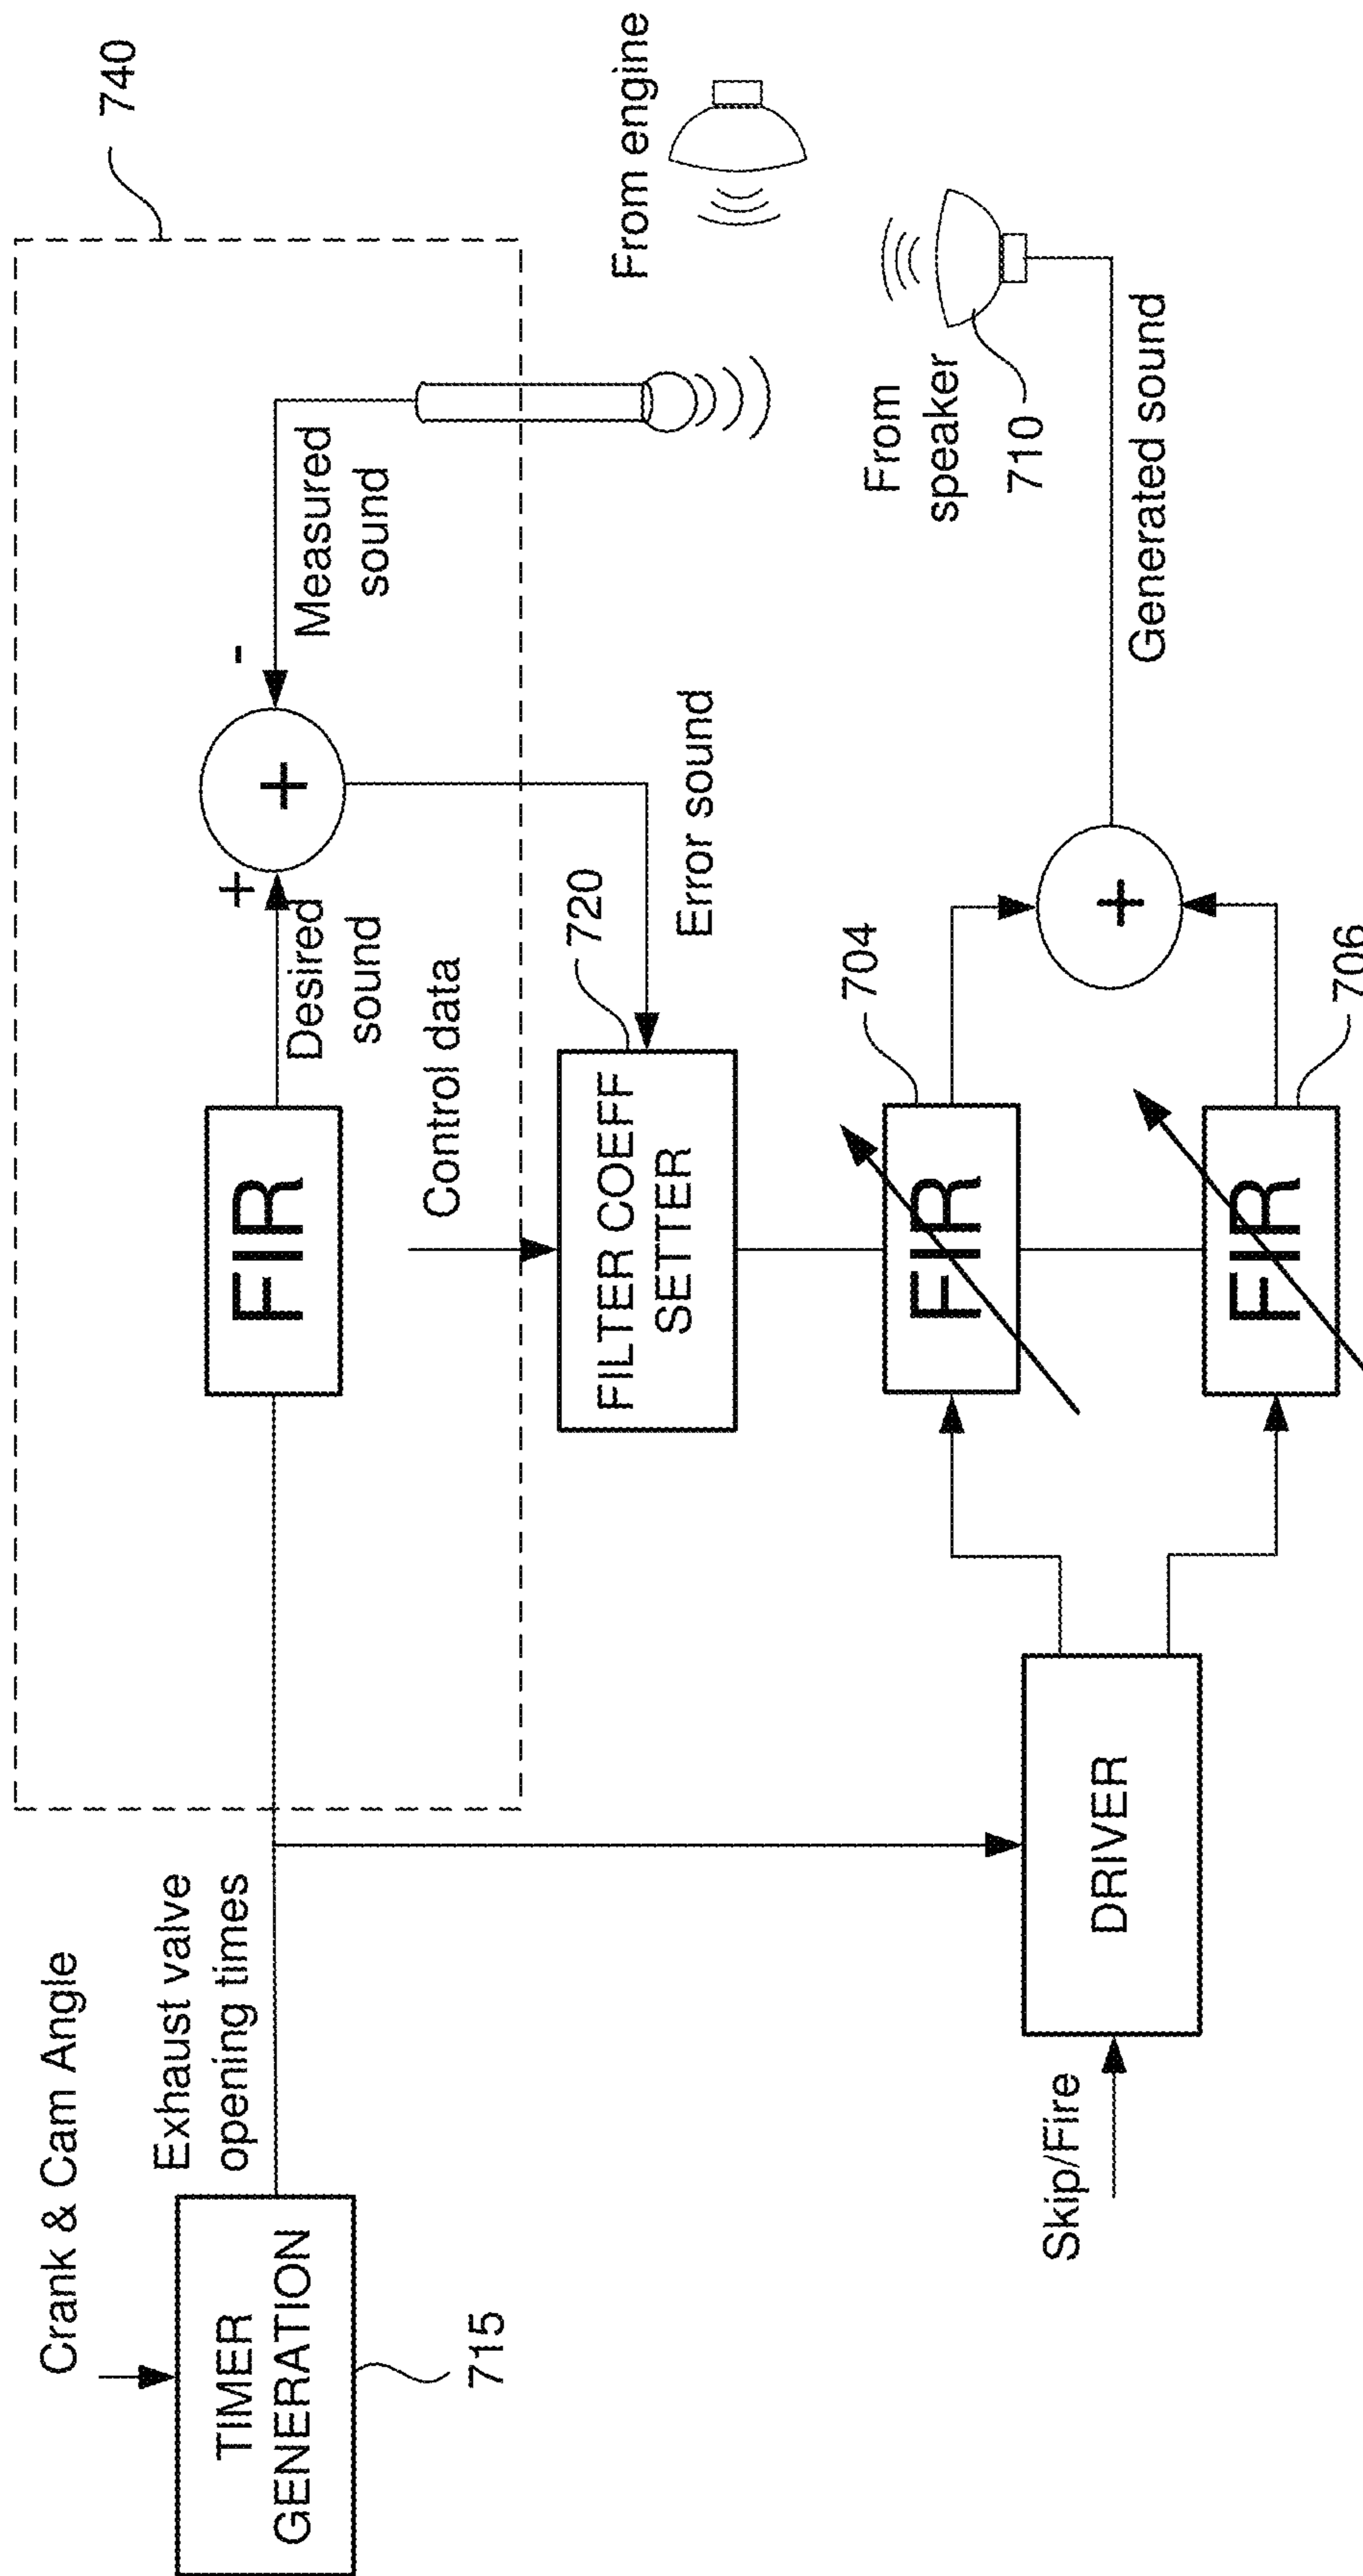 Crank & Cam Angle
TIMER
GENERATION
715
Exhaust valve
opening times
740
FIR
Desired
sound
+
+
-
Measured
sound
Control data
FILTER COEFF
SETTER
720
Error sound
From engine
From
speaker
710
Skip/Fire
DRIVER
FIR
704
FIR
706
+
Generated sound